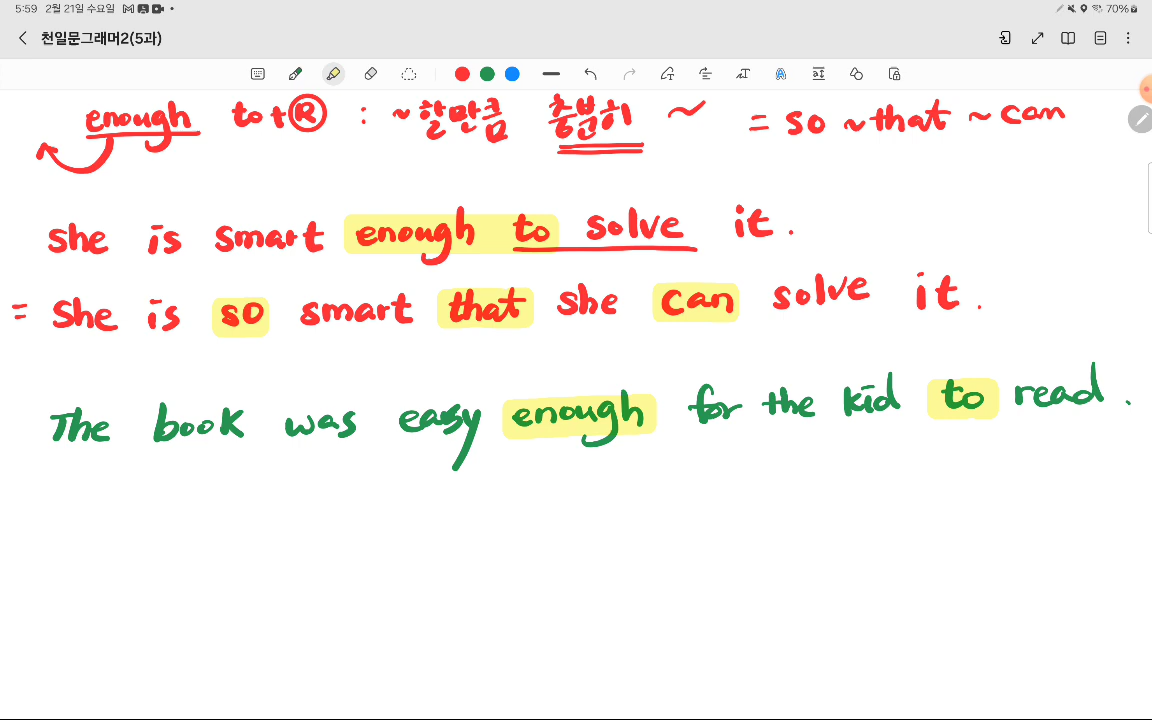 5:59 2월 21일 수요일 70%
천일문그래머2(5과)
enough to+Ⓡ : ~할만큼 충분히 ~ = so ~that ~can
she is smart enough to solve it.
= She is so smart that she can solve it.
The book was easy enough for the kid to read.